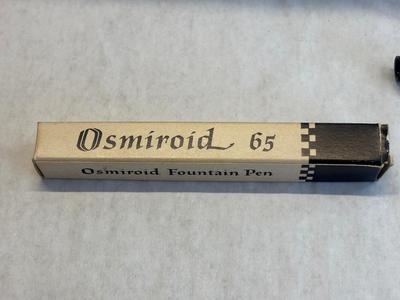 Osmiroid 65
Osmiroid Fountain Pen